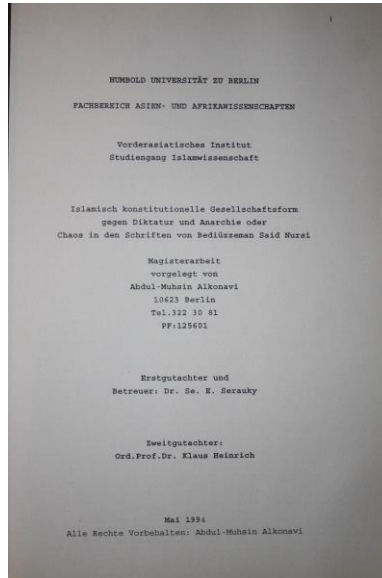 HUMBOLD UNIVERSITÄT ZU BERLIN
FACHBEREICH ASIEN- UND AFRIKAWISSENSCHAFTEN
Vorderasiatisches Institut
Studiengang Islamwissenschaft
Islamisch konstitutionelle Gesellschaftsform
gegen Diktatur und Anarchie oder
Chaos in den Schriften von Bediüzzeman Said Nursi
Magisterarbeit
vorgelegt von
Abdul-Muhsin Alkonavi
10623 Berlin
Tel.322 30 81
PF:125601
Erstgutachter und
Betreuer: Dr. Se. E. Serauky
Zweitgutachter:
Ord.Prof.Dr. Klaus Heinrich
Mai 1994
Alle Rechte Vorbehalten: Abdul-Muhsin Alkonavi